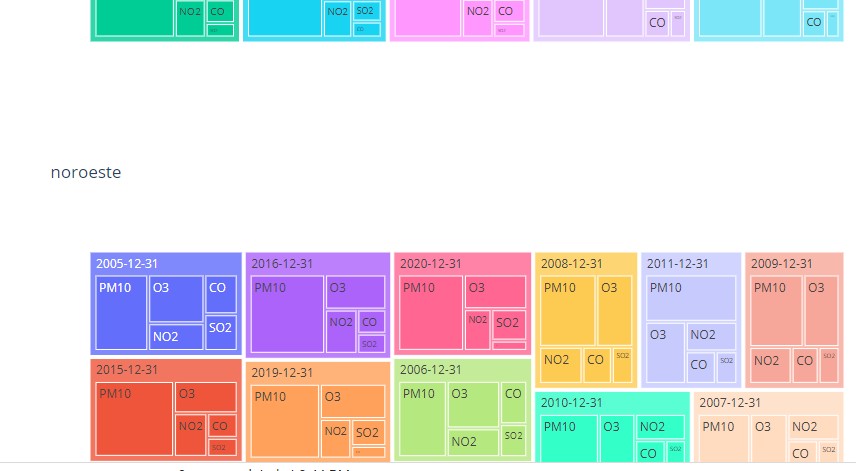 NO2 CO NO2 SO2 NO2 CO CO CO
noroeste
2005-12-31 2016-12-31 2020-12-31 2008-12-31 2011-12-31 2009-12-31
PM10 O3 CO PM10 O3 PM10 O3 PM10 O3 PM10 PM10 O3
NO2 SO2 NO2 CO NO2 SO2 O3 NO2
SO2 NO2 CO SO2 CO SO2 NO2 CO SO2
2015-12-31 2019-12-31 2006-12-31
PM10 O3 PM10 O3 PM10 O3 CO
2010-12-31 2007-12-31
NO2 CO NO2 SO2 NO2 SO2 PM10 O3 NO2 PM10 O3 NO2
SO2 CO SO2 CO SO2